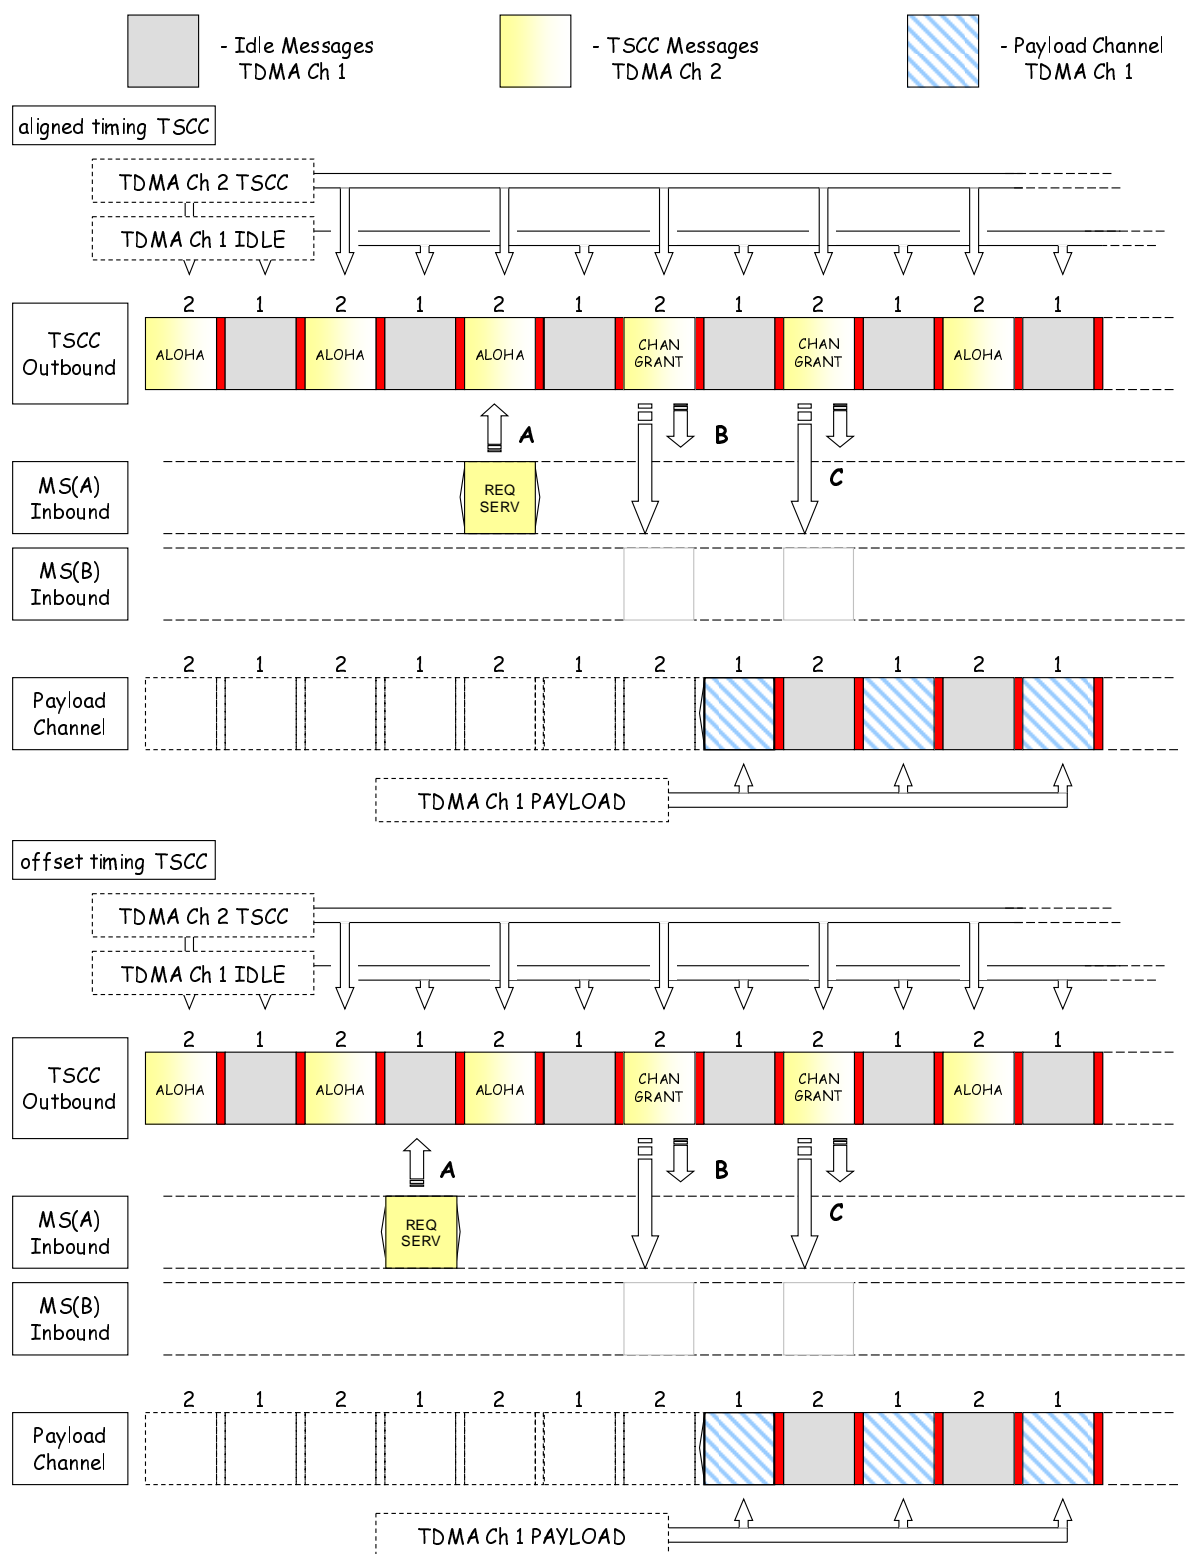 - Idle Messages
TDMA Ch 1
- TSCC Messages
TDMA Ch 2
- Payload Channel
TDMA Ch 1
aligned timing TSCC
TDMA Ch 2 TSCC
TDMA Ch 1 IDLE
2 1 2 1 2 1 2 1 2 1 2 1
TSCC
Outbound
ALOHA
ALOHA
ALOHA
CHAN
GRANT
CHAN
GRANT
ALOHA
A
B
C
MS(A)
Inbound
REQ
SERV
MS(B)
Inbound
2 1 2 1 2 1 2 1 2 1 2 1
Payload
Channel
TDMA Ch 1 PAYLOAD
offset timing TSCC
TDMA Ch 2 TSCC
TDMA Ch 1 IDLE
2 1 2 1 2 1 2 1 2 1 2 1
TSCC
Outbound
ALOHA
ALOHA
ALOHA
CHAN
GRANT
CHAN
GRANT
ALOHA
A
B
C
MS(A)
Inbound
REQ
SERV
MS(B)
Inbound
2 1 2 1 2 1 2 1 2 1 2 1
Payload
Channel
TDMA Ch 1 PAYLOAD